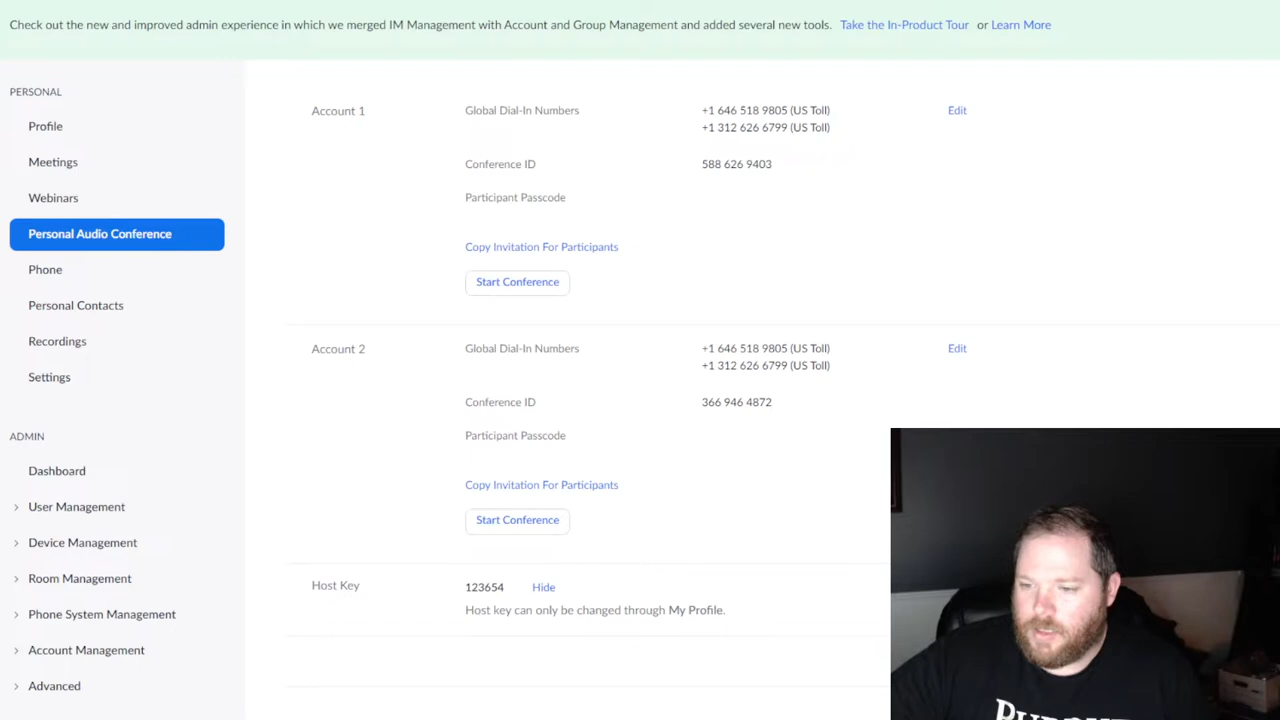 Check out the new and improved admin experience in which we merged IM Management with Account and Group Management and added several new tools. Take the In-Product Tour or Learn More
PERSONAL
Profile
Meetings
Webinars
Personal Audio Conference
Phone
Personal Contacts
Recordings
Settings
ADMIN
Dashboard
User Management
Device Management
Room Management
Phone System Management
Account Management
Advanced
Account 1
Global Dial-In Numbers
+1 646 518 9805 (US Toll)
+1 312 626 6799 (US Toll)
Edit
Conference ID
588 626 9403
Participant Passcode
Copy Invitation For Participants
Start Conference
Account 2
Global Dial-In Numbers
+1 646 518 9805 (US Toll)
+1 312 626 6799 (US Toll)
Edit
Conference ID
366 946 4872
Participant Passcode
Copy Invitation For Participants
Start Conference
Host Key
123654 Hide
Host key can only be changed through My Profile.